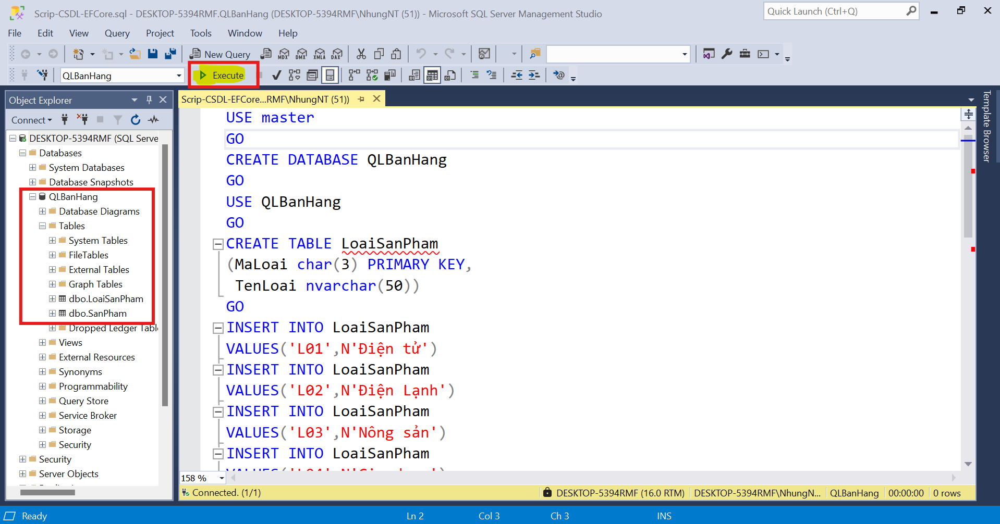 Scrip-CSDL-EFCore.sql - DESKTOP-5394RMF.QLBanHang (DESKTOP-5394RMF\NhungNT (51)) - Microsoft SQL Server Management Studio
Quick Launch (Ctrl+Q)
File Edit View Query Project Tools Window Help
New Query MDX DMX XMLA DAX
QLBanHang Execute
Object Explorer
Connect
DESKTOP-5394RMF (SQL Serve
Databases
System Databases
Database Snapshots
QLBanHang
Database Diagrams
Tables
System Tables
FileTables
External Tables
Graph Tables
dbo.LoaiSanPham
dbo.SanPham
Dropped Ledger Tabl
Views
External Resources
Synonyms
Programmability
Query Store
Service Broker
Storage
Security
Security
Server Objects
Scrip-CSDL-EFCore...RMF\NhungNT (51))
USE master
GO
CREATE DATABASE QLBanHang
GO
USE QLBanHang
GO
CREATE TABLE LoaiSanPham
(MaLoai char(3) PRIMARY KEY,
TenLoai nvarchar(50))
GO
INSERT INTO LoaiSanPham
VALUES('L01',N'Điện tử')
INSERT INTO LoaiSanPham
VALUES('L02',N'Điện Lạnh')
INSERT INTO LoaiSanPham
VALUES('L03',N'Nông sản')
INSERT INTO LoaiSanPham
Template Browser
158 %
Connected. (1/1)
DESKTOP-5394RMF (16.0 RTM) DESKTOP-5394RMF\NhungN... QLBanHang 00:00:00 0 rows
Ready Ln 2 Col 3 Ch 3 INS